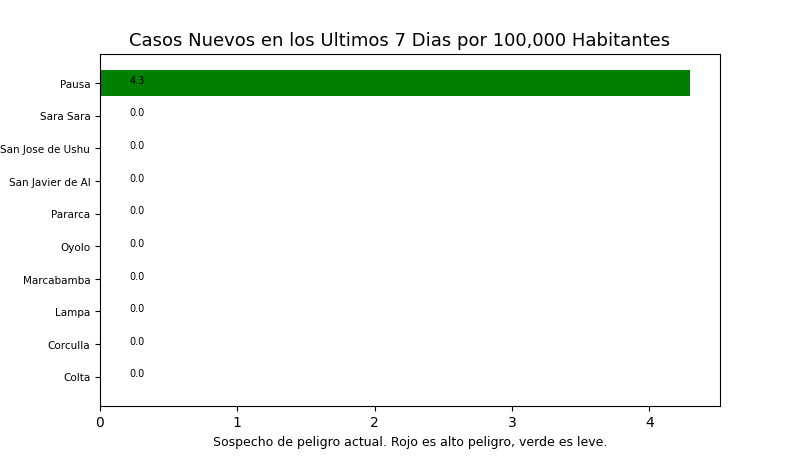 Casos Nuevos en los Ultimos 7 Dias por 100,000 Habitantes
Pausa 4.3
Sara Sara 0.0
San Jose de Ushu 0.0
San Javier de Al 0.0
Pararca 0.0
Oyolo 0.0
Marcabamba 0.0
Lampa 0.0
Corculla 0.0
Colta 0.0
0 1 2 3 4
Sospecho de peligro actual. Rojo es alto peligro, verde es leve.